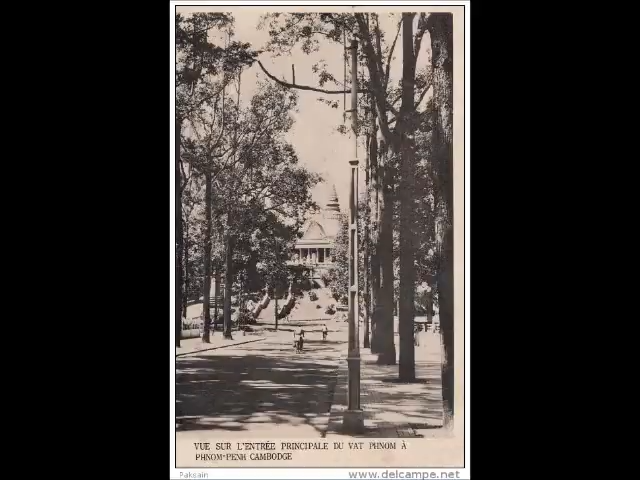 VUE SUR L'ENTRÉE PRINCIPALE DU VAT PHNOM À
PHNOM-PENH CAMBODGE
Paksain
www.delcampe.net